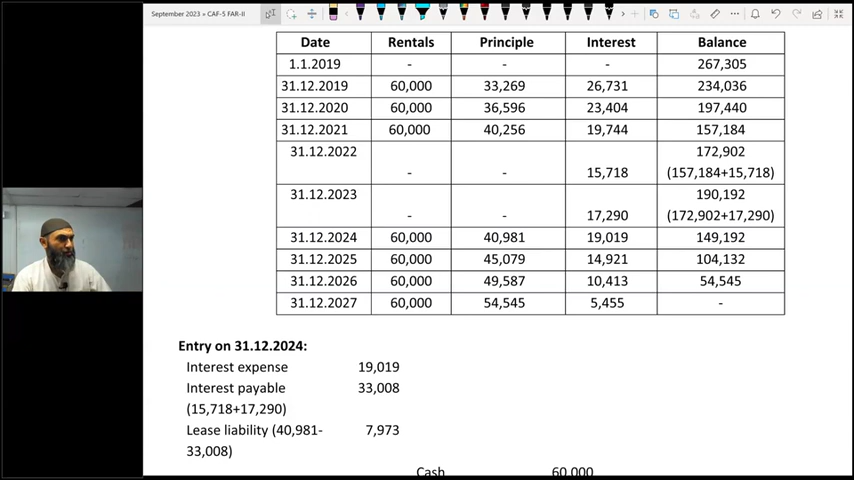 September 2023 » CAF-5 FAR-II
Date Rentals Principle Interest Balance
1.1.2019 - - - 267,305
31.12.2019 60,000 33,269 26,731 234,036
31.12.2020 60,000 36,596 23,404 197,440
31.12.2021 60,000 40,256 19,744 157,184
31.12.2022 172,902
- - 15,718 (157,184+15,718)
31.12.2023 190,192
- - 17,290 (172,902+17,290)
31.12.2024 60,000 40,981 19,019 149,192
31.12.2025 60,000 45,079 14,921 104,132
31.12.2026 60,000 49,587 10,413 54,545
31.12.2027 60,000 54,545 5,455 -
Entry on 31.12.2024:
Interest expense 19,019
Interest payable 33,008
(15,718+17,290)
Lease liability (40,981- 7,973
33,008)
Cash 60,000